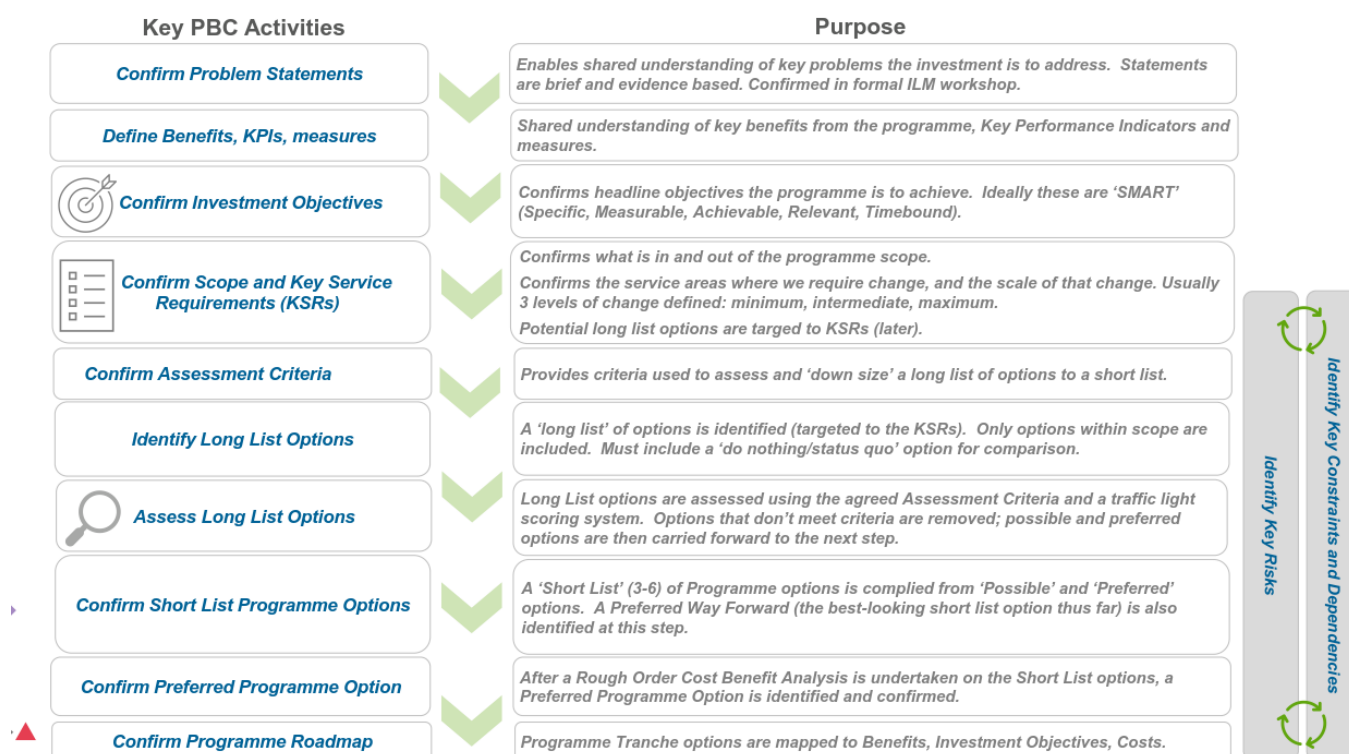 Key PBC Activities
Purpose
Confirm Problem Statements
Enables shared understanding of key problems the investment is to address. Statements
are brief and evidence based. Confirmed in formal ILM workshop.
Define Benefits, KPIs, measures
Shared understanding of key benefits from the programme, Key Performance Indicators and
measures.
Confirm Investment Objectives
Confirms headline objectives the programme is to achieve. Ideally these are ‘SMART’
(Specific, Measurable, Achievable, Relevant, Timebound).
Confirm Scope and Key Service
Requirements (KSRs)
Confirms what is in and out of the programme scope.
Confirms the service areas where we require change, and the scale of that change. Usually
3 levels of change defined: minimum, intermediate, maximum.
Potential long list options are targed to KSRs (later).
Confirm Assessment Criteria
Provides criteria used to assess and ‘down size’ a long list of options to a short list.
Identify Long List Options
A ‘long list’ of options is identified (targeted to the KSRs). Only options within scope are
included. Must include a ‘do nothing/status quo’ option for comparison.
Assess Long List Options
Long List options are assessed using the agreed Assessment Criteria and a traffic light
scoring system. Options that don’t meet criteria are removed; possible and preferred
options are then carried forward to the next step.
Confirm Short List Programme Options
A ‘Short List’ (3-6) of Programme options is complied from ‘Possible’ and ‘Preferred’
options. A Preferred Way Forward (the best-looking short list option thus far) is also
identified at this step.
Confirm Preferred Programme Option
After a Rough Order Cost Benefit Analysis is undertaken on the Short List options, a
Preferred Programme Option is identified and confirmed.
Confirm Programme Roadmap
Programme Tranche options are mapped to Benefits, Investment Objectives, Costs.
Identify Key Risks
Identify Key Constraints and Dependencies